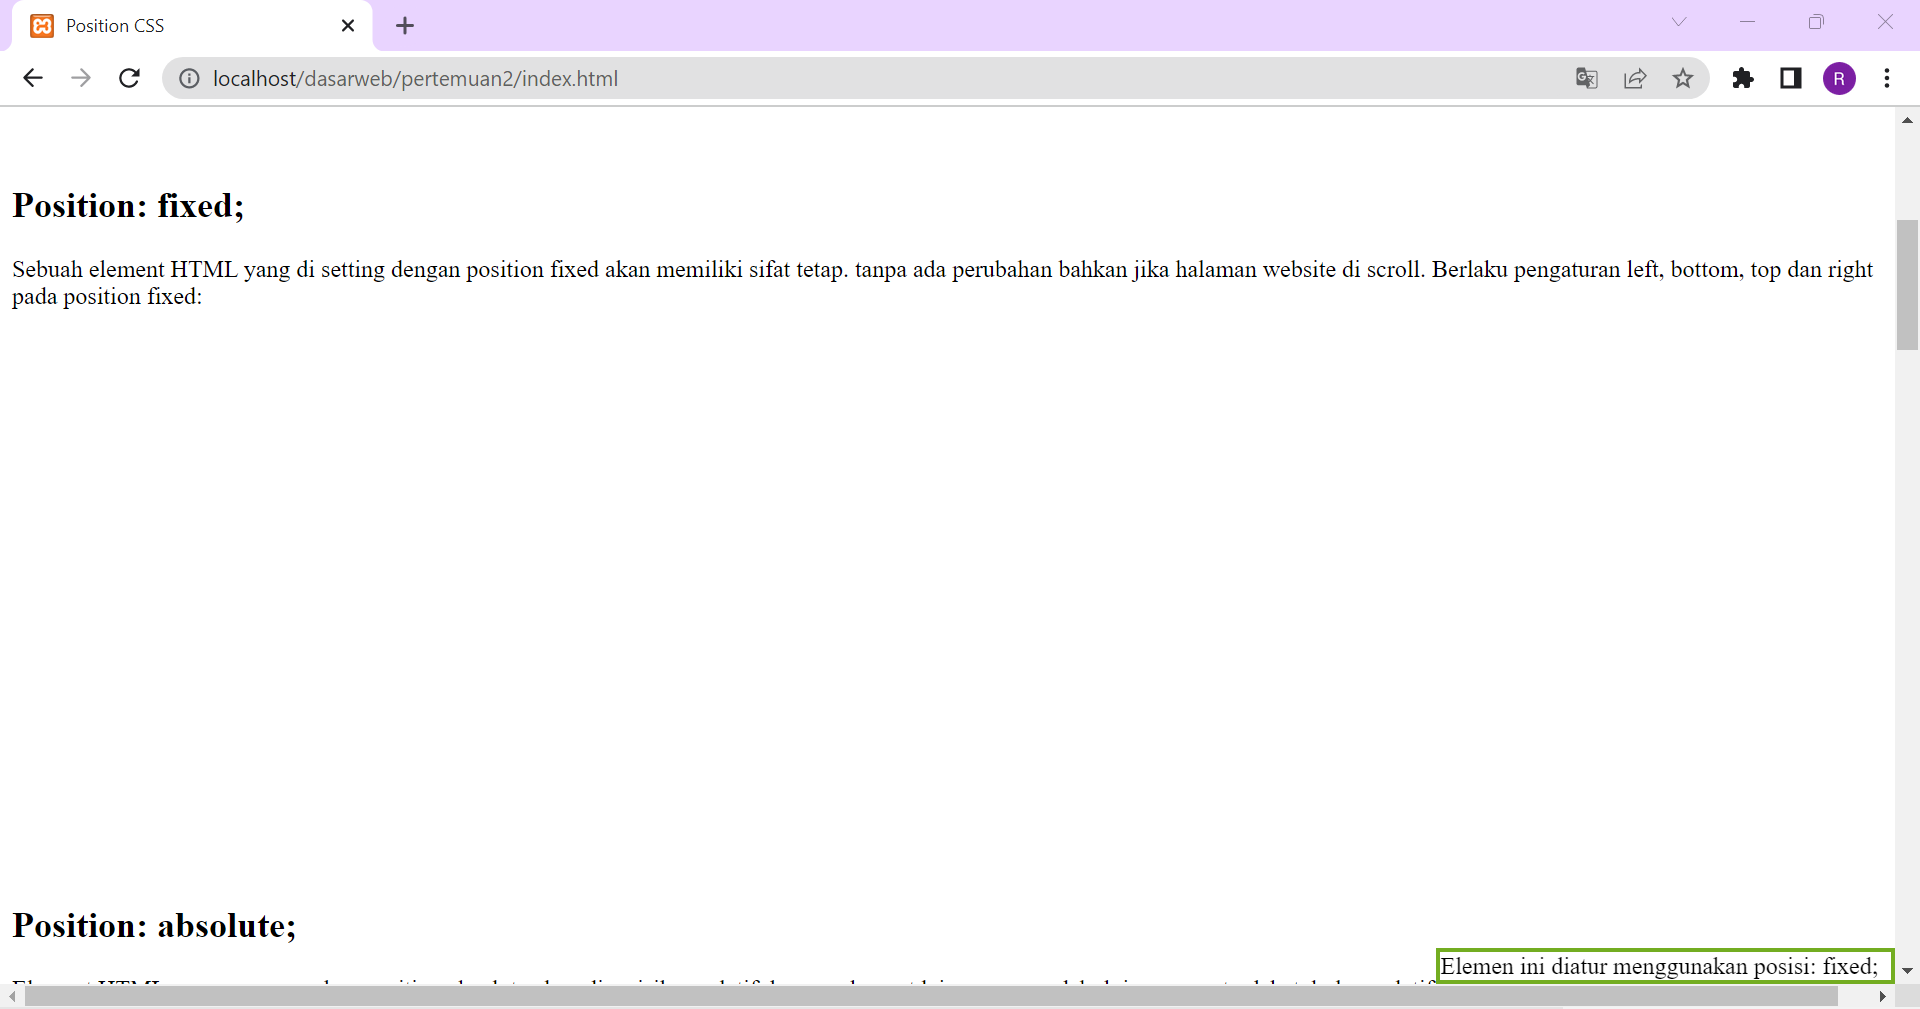 Position CSS
localhost/dasarweb/pertemuan2/index.html
R
Position: fixed;
Sebuah element HTML yang di setting dengan position fixed akan memiliki sifat tetap. tanpa ada perubahan bahkan jika halaman website di scroll. Berlaku pengaturan left, bottom, top dan right
pada position fixed:
Position: absolute;
Elemen ini diatur menggunakan posisi: fixed;